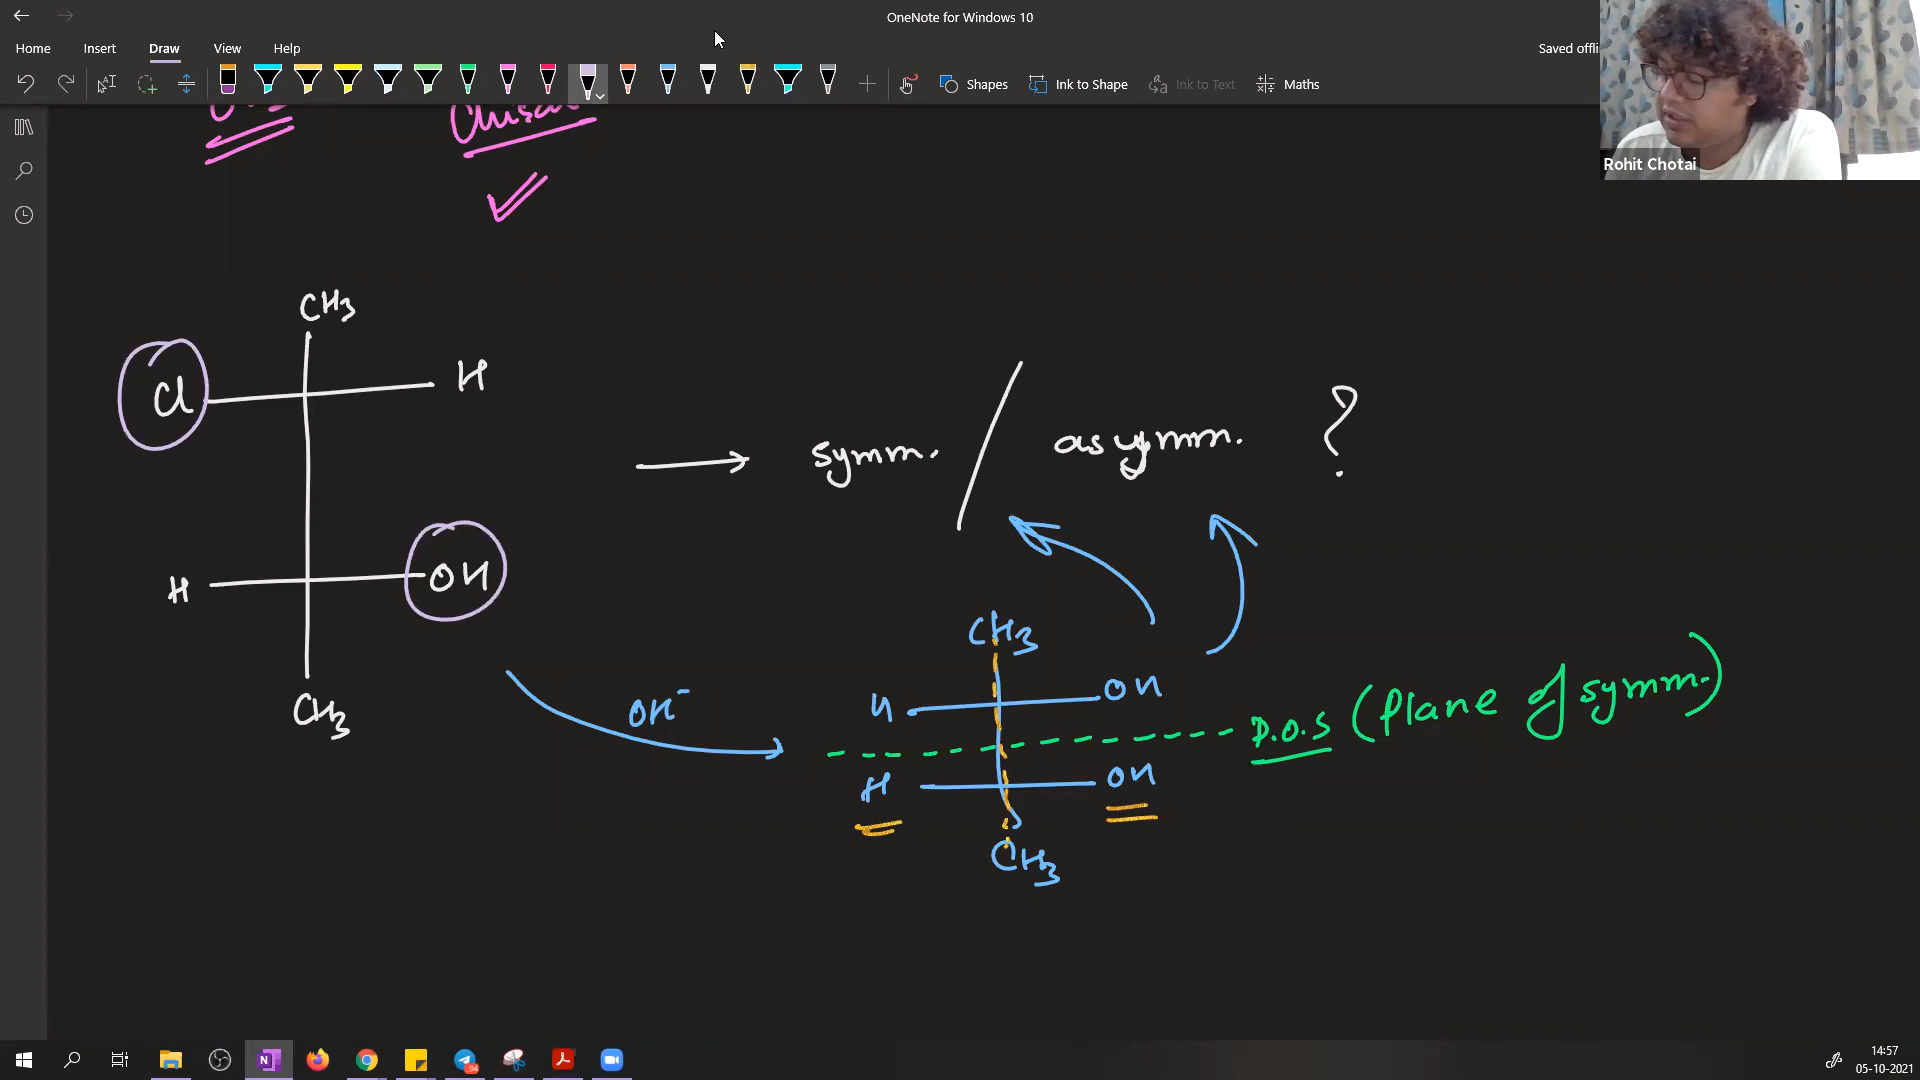 OneNote for Windows 10
Home Insert Draw View Help
Saved offli
Shapes Ink to Shape Ink to Text Maths
Rohit Chotai
CH3
Cl H
symm. / asymm. ?
H OH
CH3
OH-
CH3
H OH
P.O.S (Plane of symm.)
H OH
CH3
14:57
05-10-2021